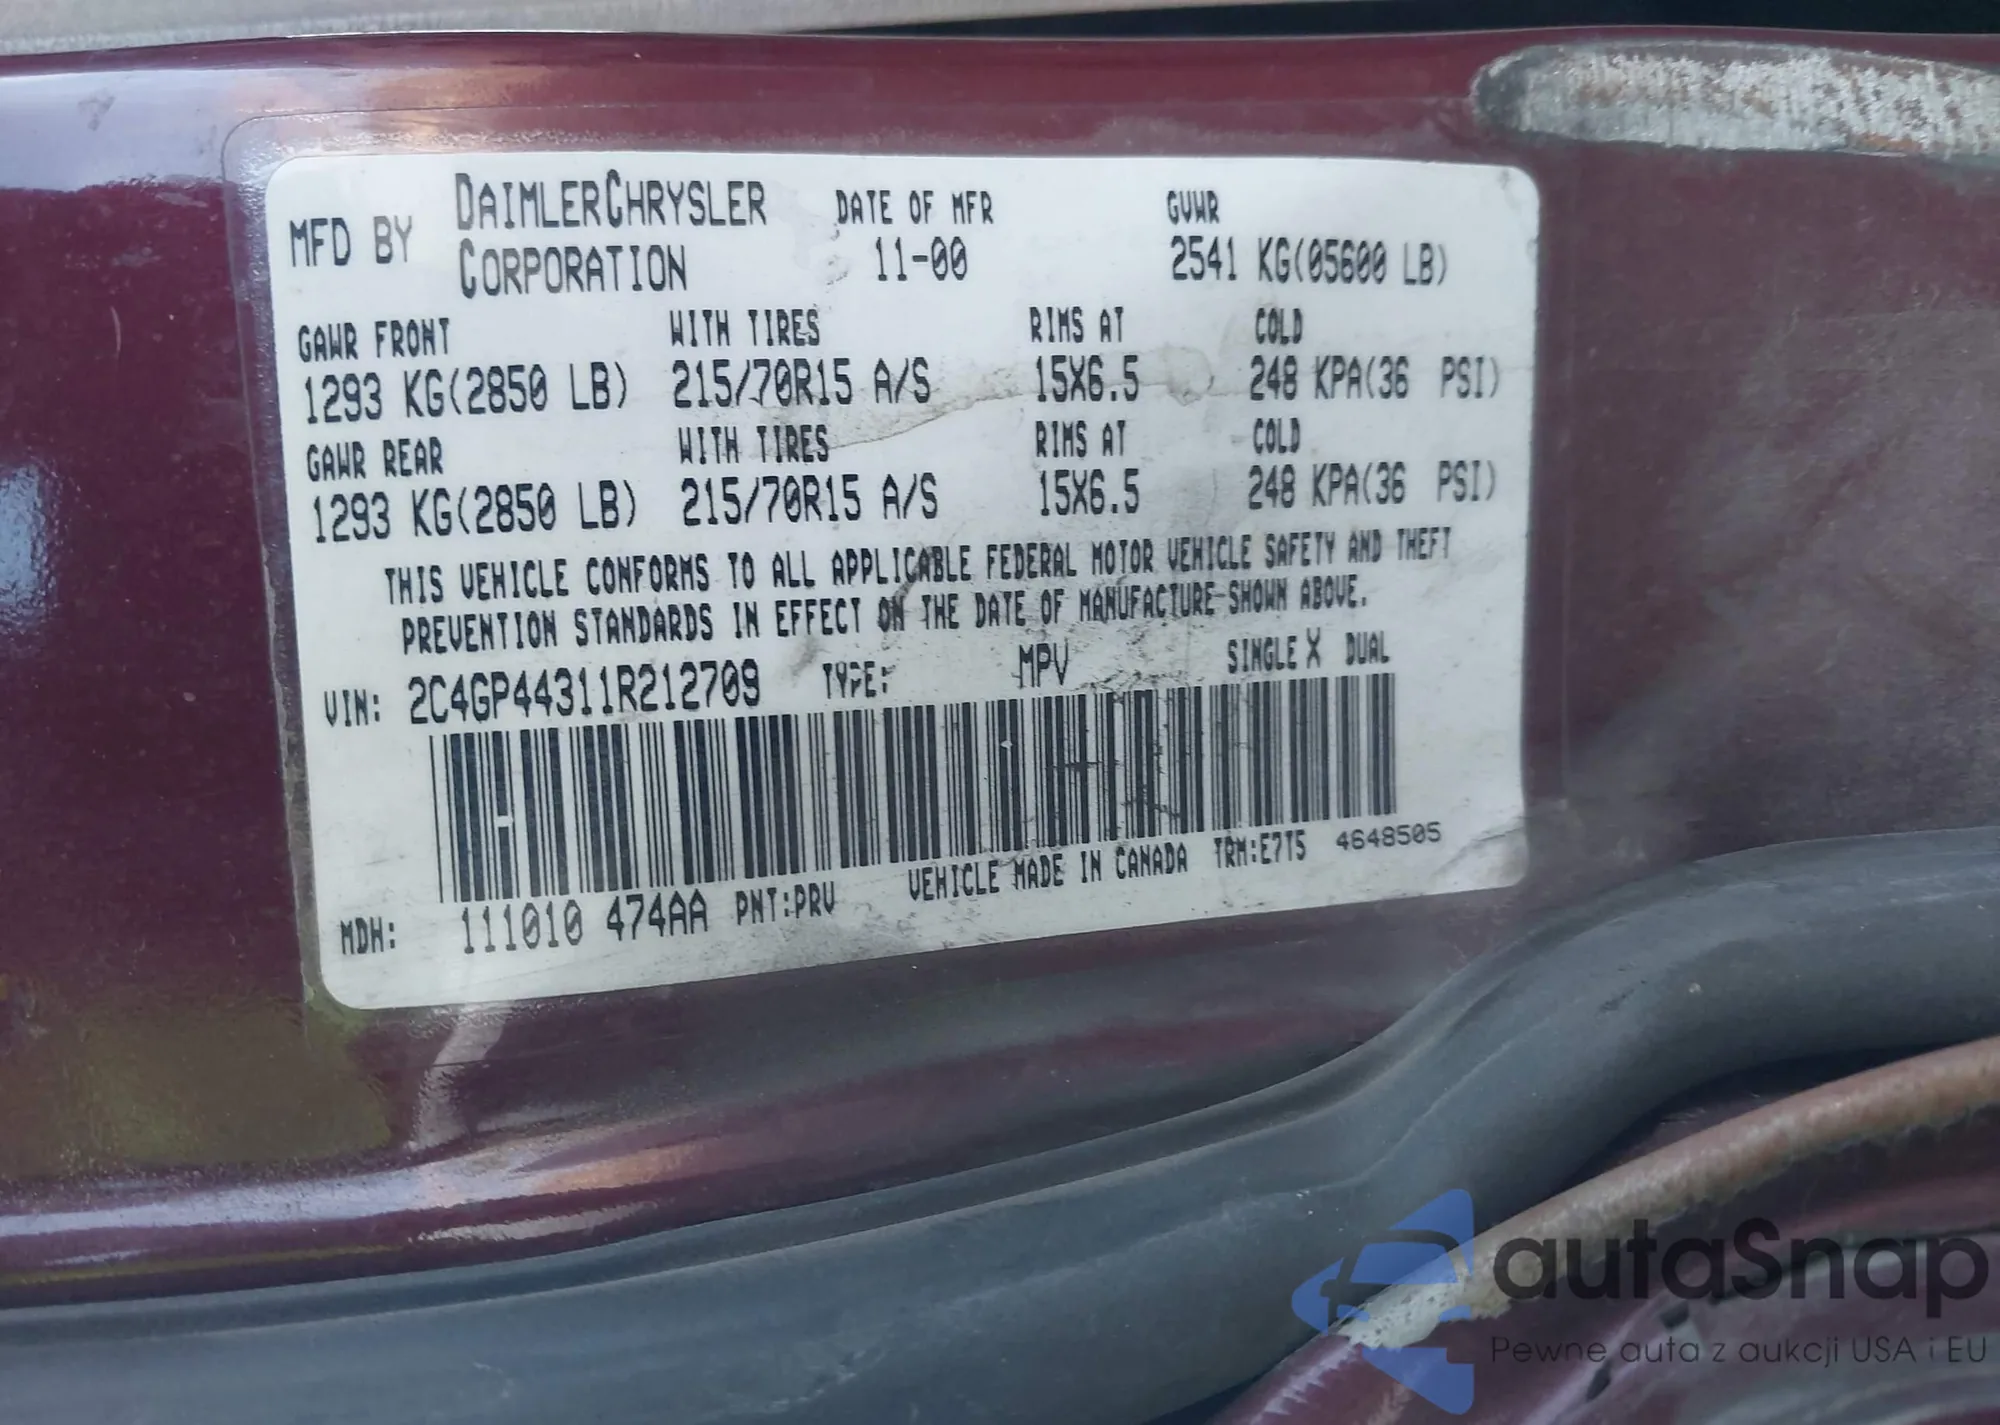 MFD BY DAIMLERCHRYSLER CORPORATION DATE OF MFR 11-00 GVWR 2541 KG(05600 LB)
GAWR FRONT WITH TIRES RIMS AT COLD
1293 KG(2850 LB) 215/70R15 A/S 15X6.5 248 KPA(36 PSI)
GAWR REAR WITH TIRES RIMS AT COLD
1293 KG(2850 LB) 215/70R15 A/S 15X6.5 248 KPA(36 PSI)
THIS VEHICLE CONFORMS TO ALL APPLICABLE FEDERAL MOTOR VEHICLE SAFETY AND THEFT
PREVENTION STANDARDS IN EFFECT ON THE DATE OF MANUFACTURE SHOWN ABOVE.
VIN: 2C4GP44311R212709 TYPE: MPV SINGLE X DUAL
MDH: 111010 474AA PNT:PRV VEHICLE MADE IN CANADA TRM:E7T5 4648505
autaSnap
Pewne auta z aukcji USA i EU